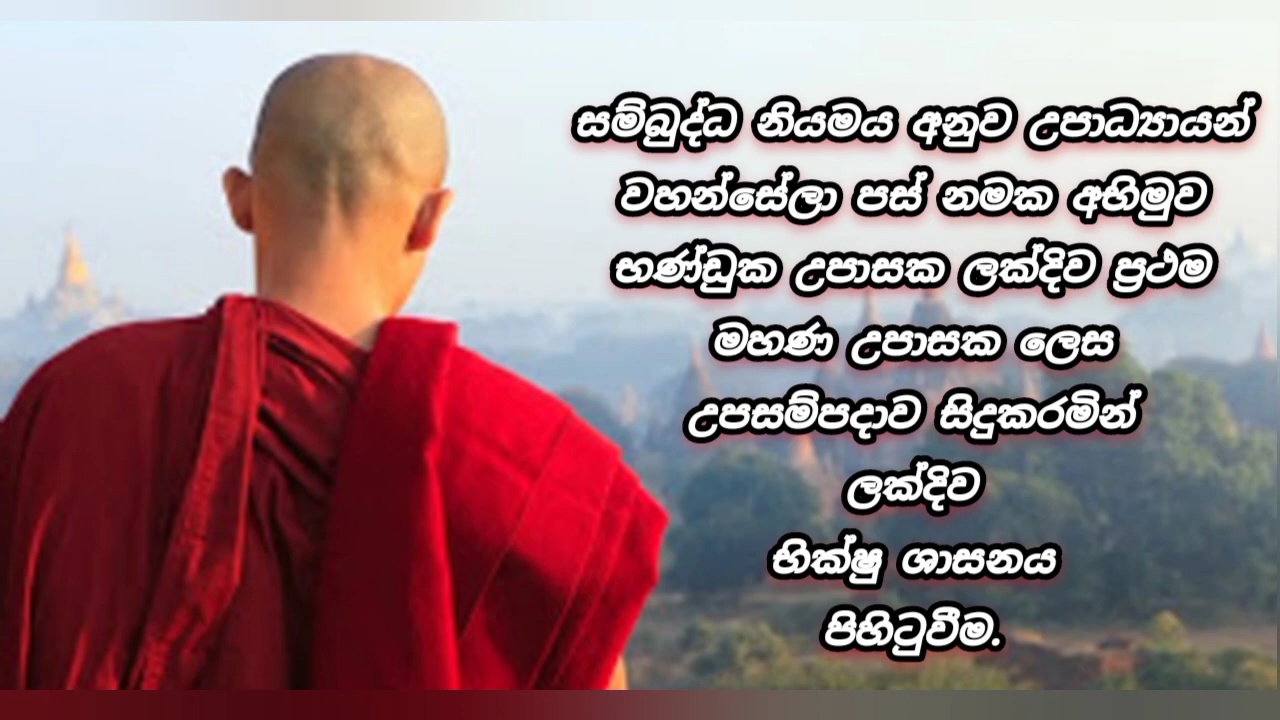 සම්බුද්ධ නියමය අනුව උපාධ්‍යායන්
වහන්සේලා පස් නමක අභිමුව
භණ්ඩුක උපාසක ලක්දිව ප්‍රථම
මහණ උපාසක ලෙස
උපසම්පදාව සිදුකරමින්
ලක්දිව
භික්ෂු ශාසනය
පිහිටුවීම.